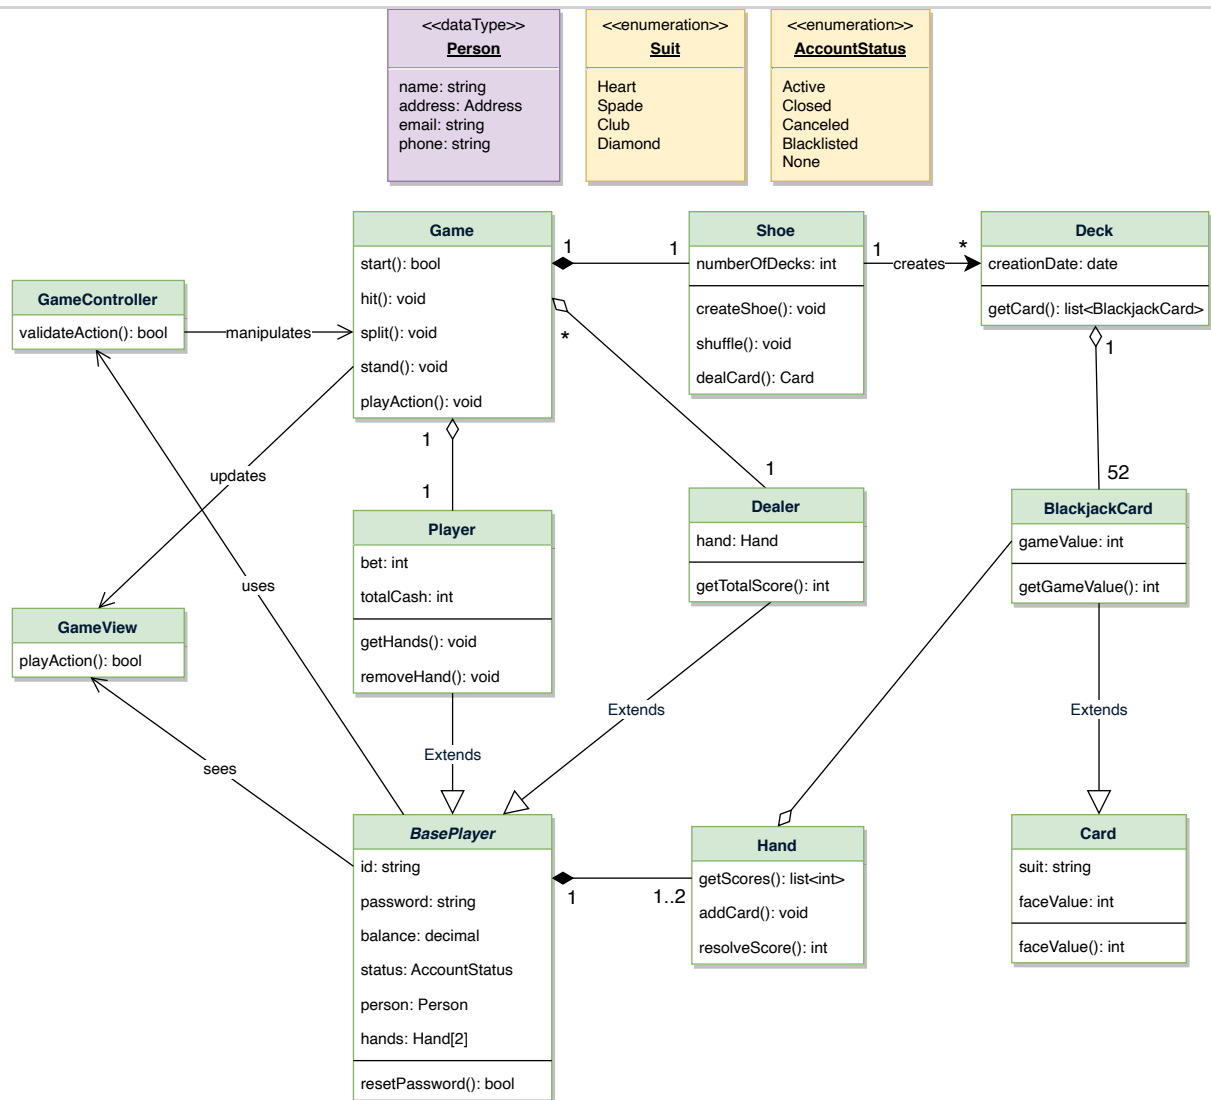 <<dataType>>
Person
name: string
address: Address
email: string
phone: string
<<enumeration>>
Suit
Heart
Spade
Club
Diamond
<<enumeration>>
AccountStatus
Active
Closed
Canceled
Blacklisted
None
Game
start(): bool
hit(): void
split(): void
stand(): void
playAction(): void
1
1
Shoe
numberOfDecks: int
createShoe(): void
shuffle(): void
dealCard(): Card
1
creates
*
Deck
creationDate: date
getCard(): list<BlackjackCard>
GameController
validateAction(): bool
manipulates
*
1
1
52
1
1
updates
uses
Player
bet: int
totalCash: int
getHands(): void
removeHand(): void
Dealer
hand: Hand
getTotalScore(): int
BlackjackCard
gameValue: int
getGameValue(): int
GameView
playAction(): bool
sees
Extends
Extends
Extends
BasePlayer
id: string
password: string
balance: decimal
status: AccountStatus
person: Person
hands: Hand[2]
resetPassword(): bool
1
1..2
Hand
getScores(): list<int>
addCard(): void
resolveScore(): int
Card
suit: string
faceValue: int
faceValue(): int